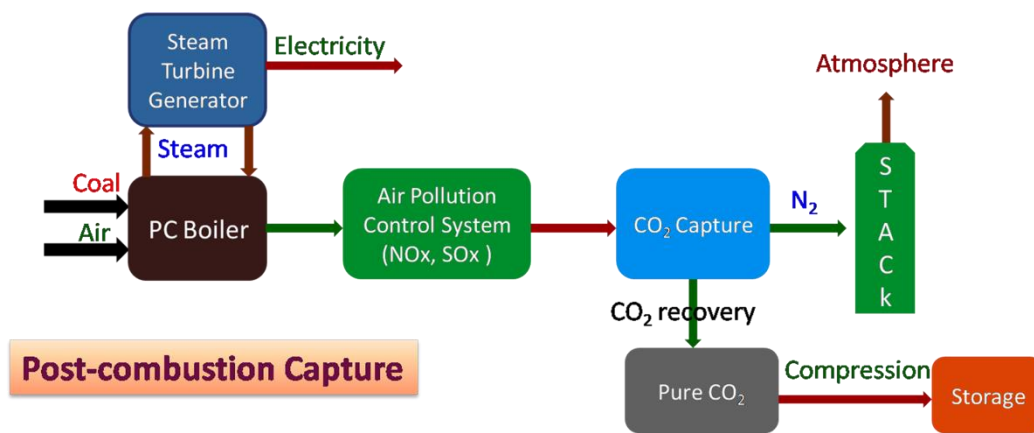 Steam
Turbine
Generator
Electricity
Atmosphere
Steam
Coal
Air
PC Boiler
Air Pollution
Control System
(NOx, SOx )
CO₂ Capture
N₂
S
T
A
C
k
CO₂ recovery
Post-combustion Capture
Pure CO₂
Compression
Storage